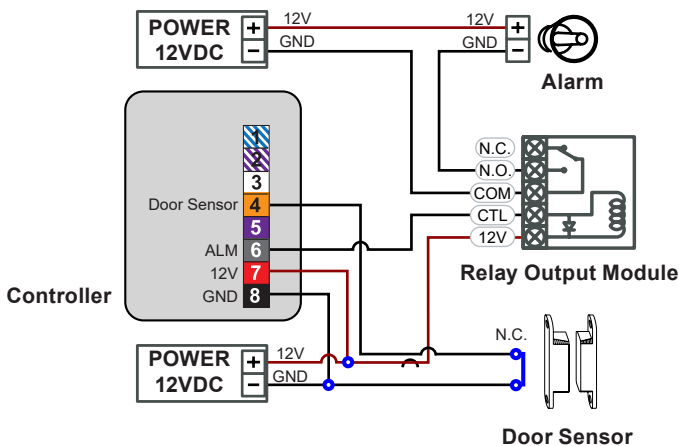 POWER
12VDC
+
−
12V
GND
12V
GND
+
−
Alarm
1
2
3
Door Sensor 4
5
ALM 6
12V 7
GND 8
Controller
N.C.
N.O.
COM
CTL
12V
Relay Output Module
POWER
12VDC
+
−
12V
GND
N.C.
Door Sensor